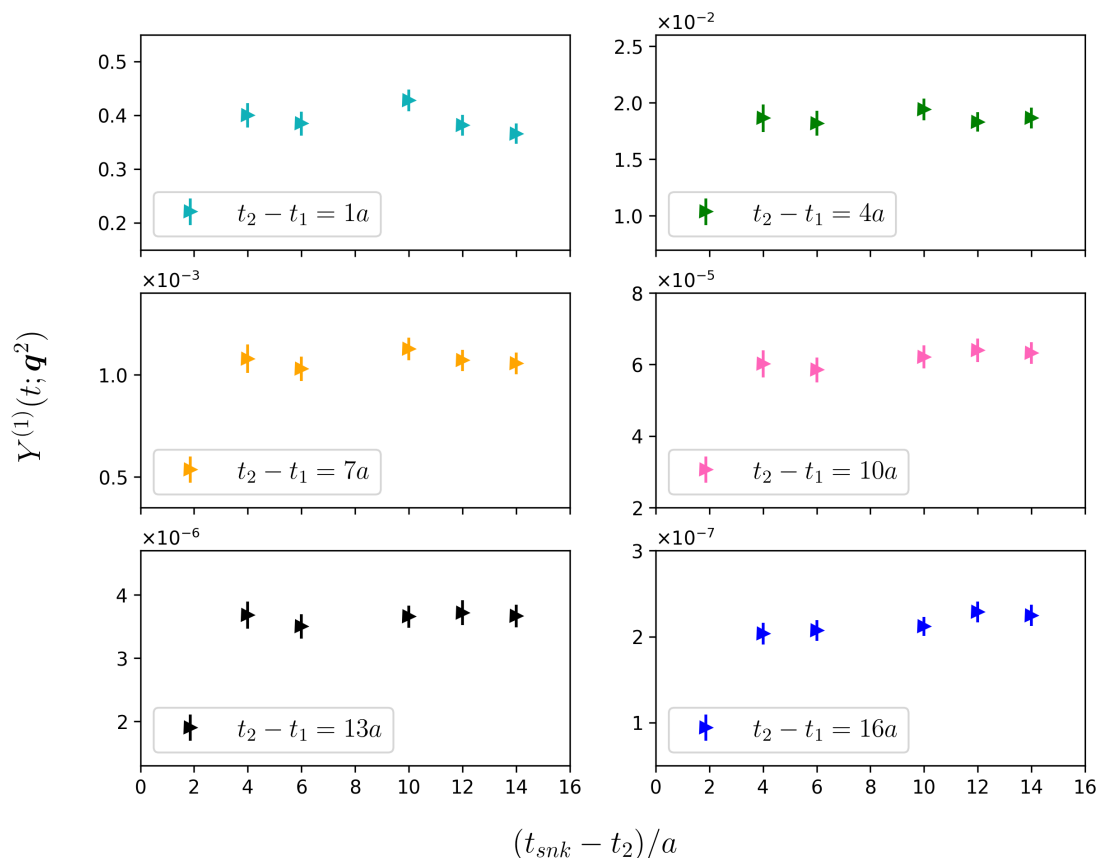 ×10⁻²
0.5
0.4
0.3
0.2
t₂ − t₁ = 1a
2.5
2.0
1.5
1.0
t₂ − t₁ = 4a
×10⁻³
1.0
0.5
t₂ − t₁ = 7a
×10⁻⁵
8
6
4
2
t₂ − t₁ = 10a
Y⁽¹⁾(t; q²)
×10⁻⁶
4
3
2
t₂ − t₁ = 13a
0 2 4 6 8 10 12 14 16
×10⁻⁷
3
2
1
t₂ − t₁ = 16a
0 2 4 6 8 10 12 14 16
(t_snk − t₂)/a